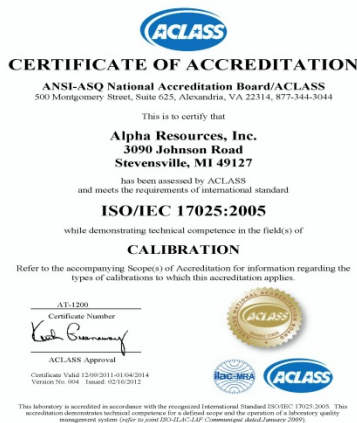 ACLASS
CERTIFICATE OF ACCREDITATION
ANSI-ASQ National Accreditation Board/ACLASS
500 Montgomery Street, Suite 625, Alexandria, VA 22314, 877-344-3044
This is to certify that
Alpha Resources, Inc.
3090 Johnson Road
Stevensville, MI 49127
has been assessed by ACLASS
and meets the requirements of international standard
ISO/IEC 17025:2005
while demonstrating technical competence in the field(s) of
CALIBRATION
Refer to the accompanying Scope(s) of Accreditation for information regarding the
types of calibrations to which this accreditation applies.
AT-1200
Certificate Number
Keith Greenaway
ACLASS Approval
Certificate Valid 12/09/2011-01/04/2014
Version No. 004 Issued: 02/16/2012
ACLASS
ilac-MRA
ACLASS
This laboratory is accredited in accordance with the recognized International Standard ISO/IEC 17025:2005. This
accreditation demonstrates technical competence for a defined scope and the operation of a laboratory quality
management system (refer to joint ISO-ILAC-IAF Communiqué dated January 2009).